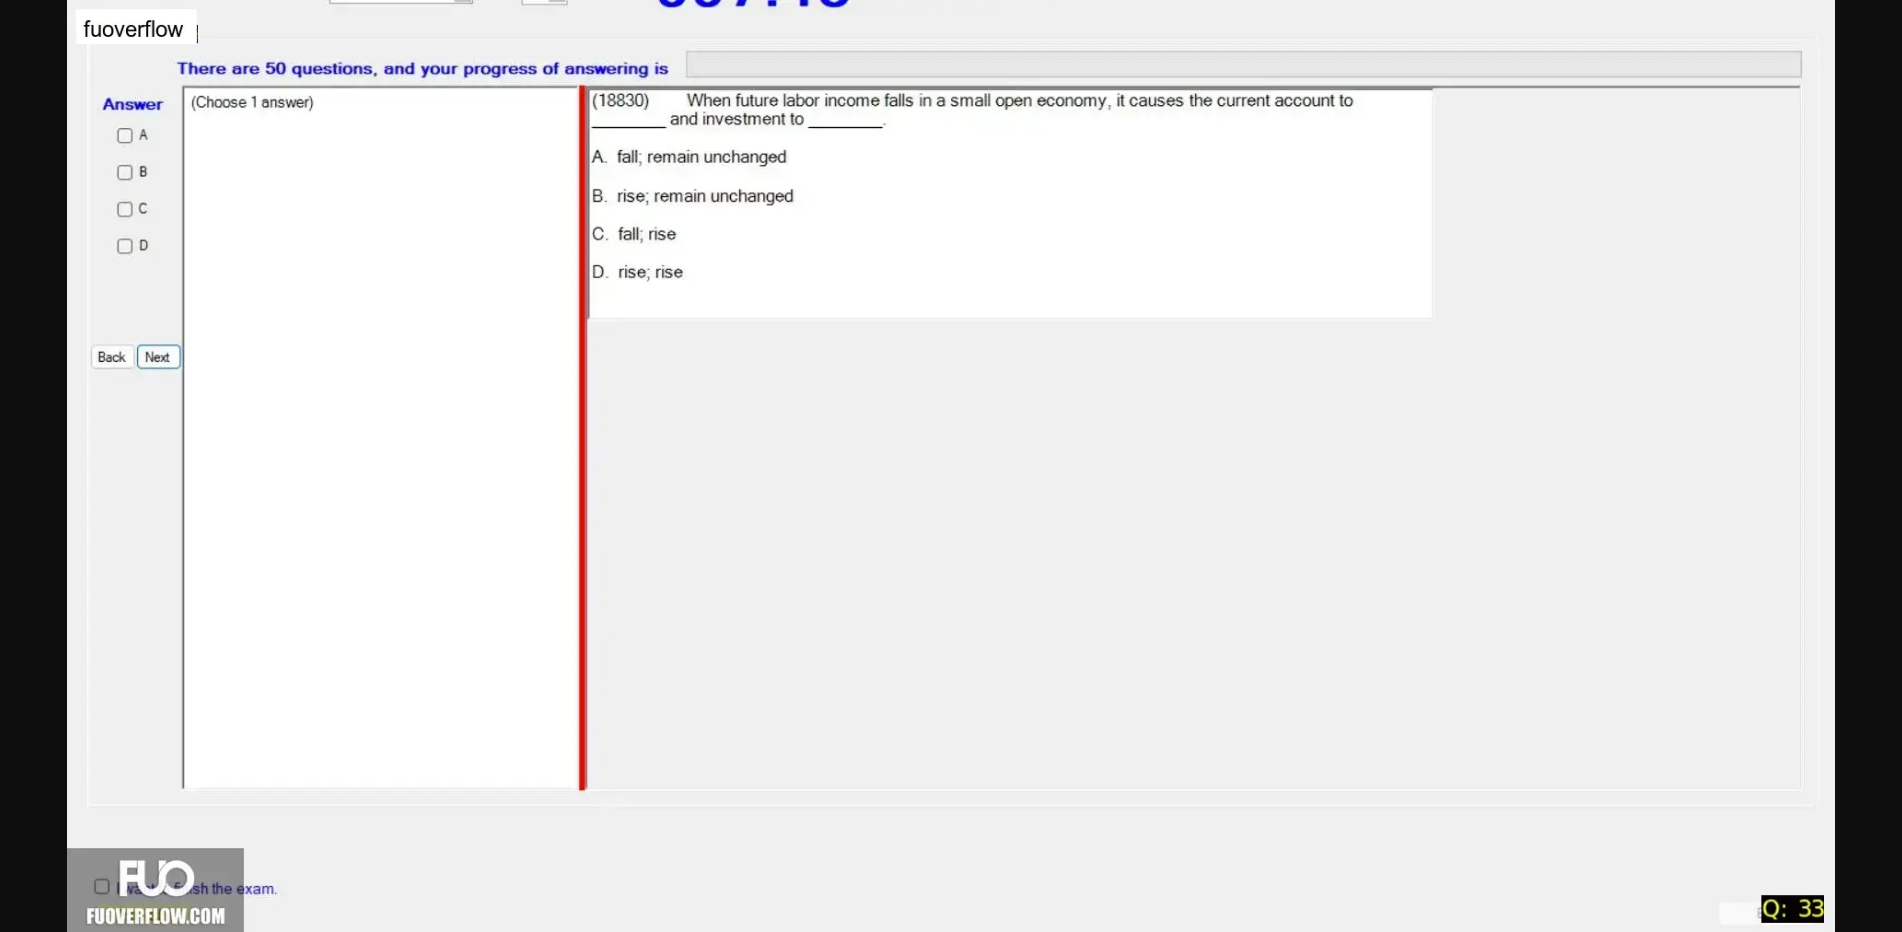 fuoverflow
There are 50 questions, and your progress of answering is
Answer
(Choose 1 answer)
A
B
C
D
Back Next
(18830) When future labor income falls in a small open economy, it causes the current account to
________ and investment to ________.
A. fall; remain unchanged
B. rise; remain unchanged
C. fall; rise
D. rise; rise
FUO
the exam.
FUOVERFLOW.COM
Q: 33